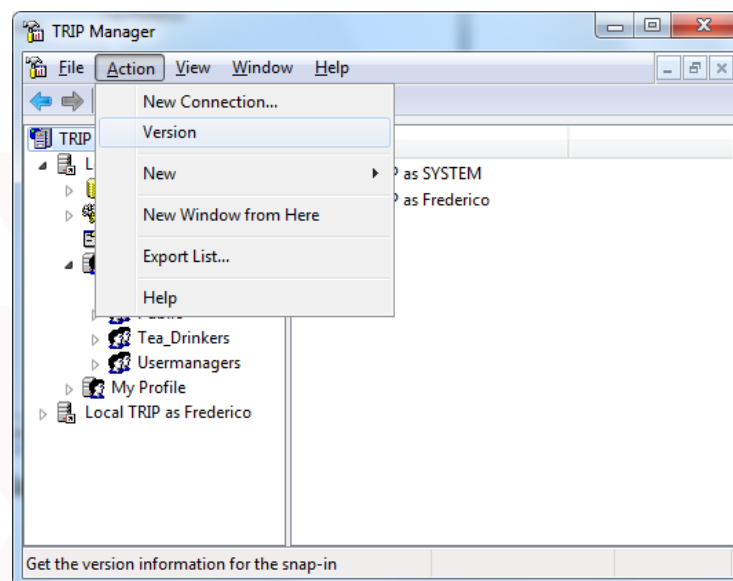 TRIP Manager
File Action View Window Help
New Connection...
Version
New
New Window from Here
Export List...
Help
TRIP
L
P as SYSTEM
P as Frederico
Tea_Drinkers
Usermanagers
My Profile
Local TRIP as Frederico
Get the version information for the snap-in